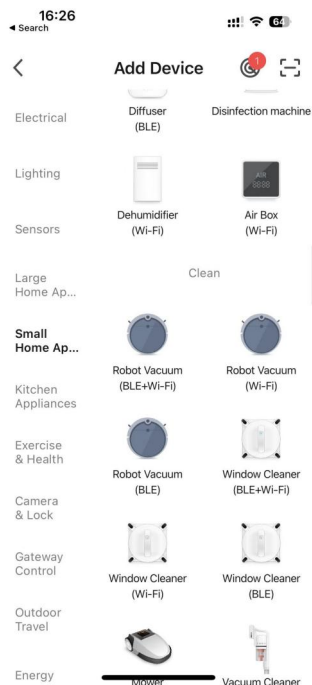 16:26
64
◀ Search
Add Device
1
Electrical
Lighting
Sensors
Large
Home Ap...
Small
Home Ap...
Kitchen
Appliances
Exercise
& Health
Camera
& Lock
Gateway
Control
Outdoor
Travel
Energy
Diffuser
(BLE)
Disinfection machine
Dehumidifier
(Wi-Fi)
AIR
8888
Air Box
(Wi-Fi)
Clean
Robot Vacuum
(BLE+Wi-Fi)
Robot Vacuum
(Wi-Fi)
Robot Vacuum
(BLE)
Window Cleaner
(BLE+Wi-Fi)
Window Cleaner
(Wi-Fi)
Window Cleaner
(BLE)
Mower
Vacuum Cleaner